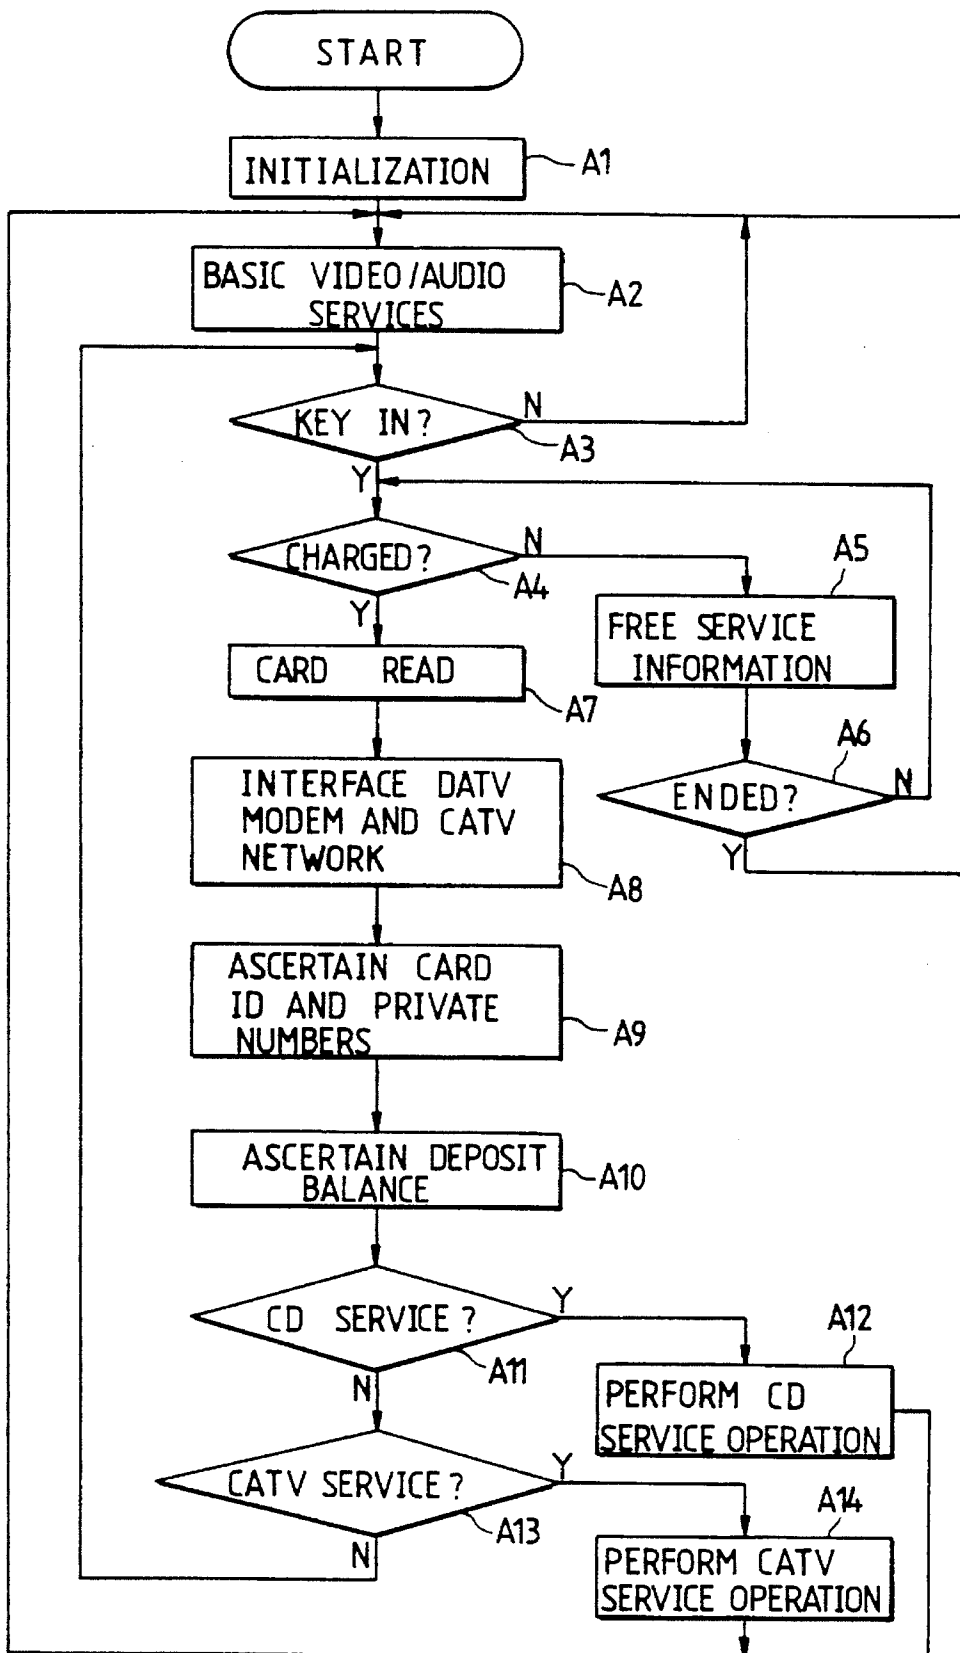 START
INITIALIZATION
A1
BASIC VIDEO/AUDIO
SERVICES
A2
KEY IN?
N
A3
Y
CHARGED?
N
A4
Y
A5
FREE SERVICE
INFORMATION
CARD READ
A7
A6
ENDED?
N
Y
INTERFACE DATV
MODEM AND CATV
NETWORK
A8
ASCERTAIN CARD
ID AND PRIVATE
NUMBERS
A9
ASCERTAIN DEPOSIT
BALANCE
A10
CD SERVICE?
Y
A11
N
A12
PERFORM CD
SERVICE OPERATION
CATV SERVICE?
Y
A13
N
A14
PERFORM CATV
SERVICE OPERATION